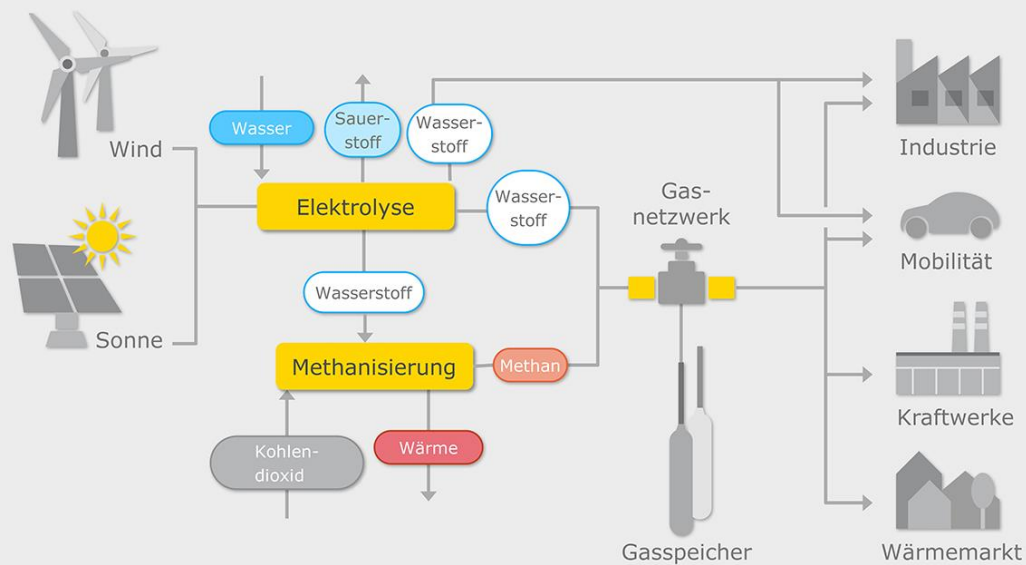 Wind
Sonne
Wasser
Sauer-
stoff
Wasser-
stoff
Elektrolyse
Wasser-
stoff
Wasserstoff
Methanisierung
Methan
Kohlen-
dioxid
Wärme
Gas-
netzwerk
Gasspeicher
Industrie
Mobilität
Kraftwerke
Wärmemarkt